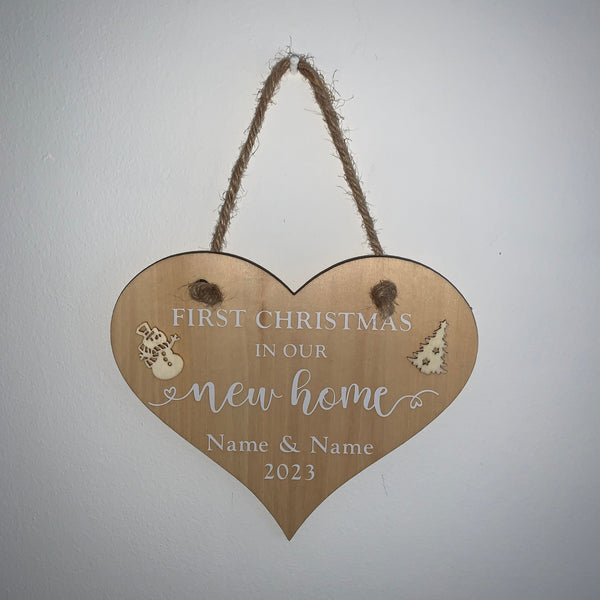 FIRST CHRISTMAS
IN OUR
new home
Name & Name
2023